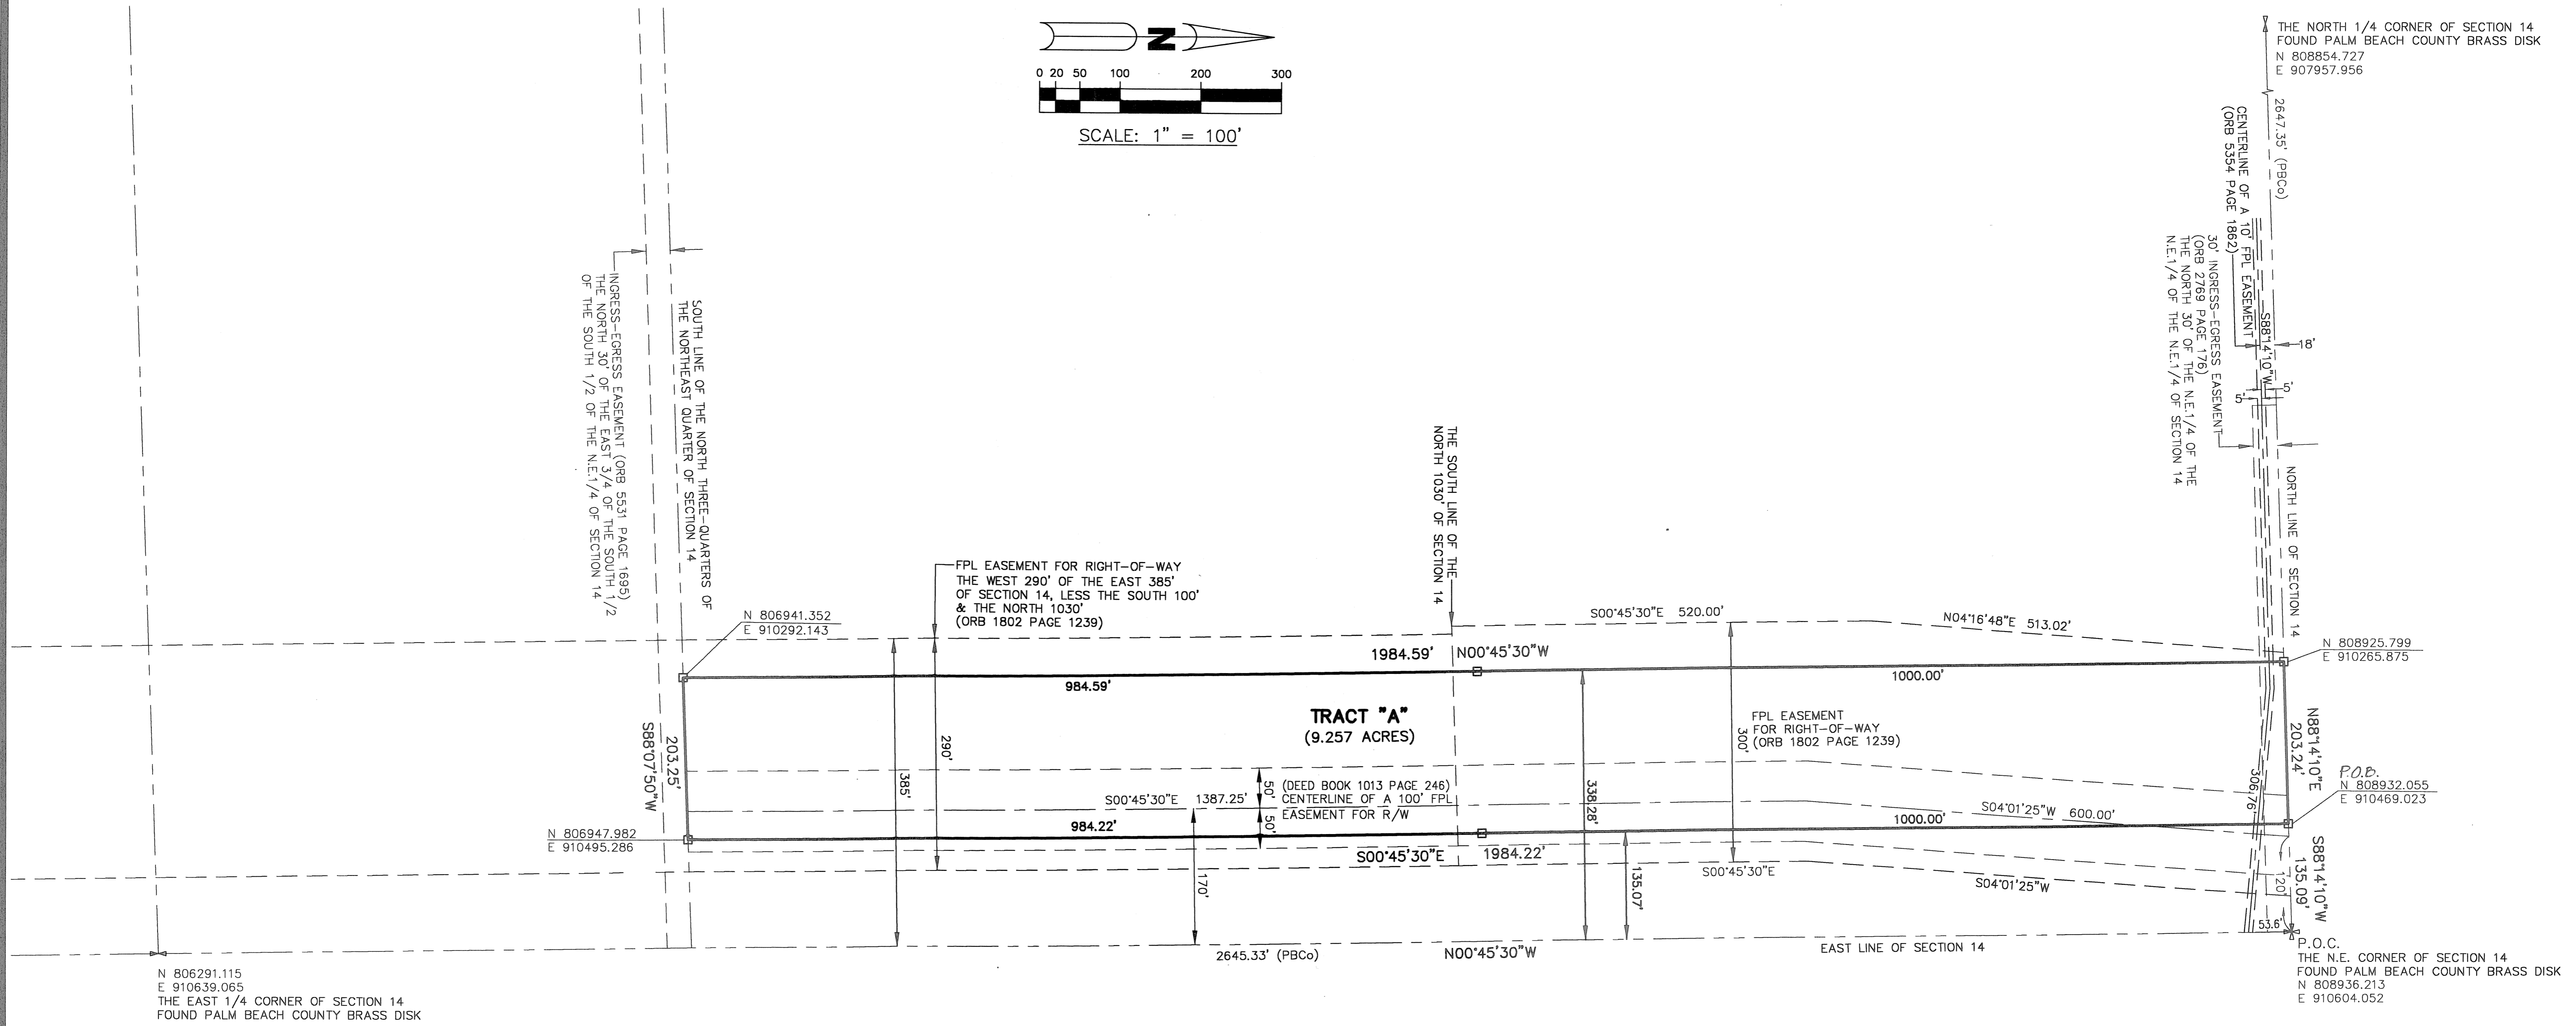 N
0 20 50 100 200 300
SCALE: 1" = 100'
THE NORTH 1/4 CORNER OF SECTION 14
FOUND PALM BEACH COUNTY BRASS DISK
N 808854.727
E 907957.956
2647.35' (PBCo)
CENTERLINE OF A 10' FPL EASEMENT
(ORB 5354 PAGE 1862)
S88°14'10"W
18'
5'
5'
30' INGRESS-EGRESS EASEMENT
(ORB 2769 PAGE 176)
THE NORTH 30' OF THE N.E.1/4 OF THE
N.E.1/4 OF THE N.E.1/4 OF SECTION 14
NORTH LINE OF SECTION 14
SOUTH LINE OF THE NORTH THREE-QUARTERS OF
THE NORTHEAST QUARTER OF SECTION 14
INGRESS-EGRESS EASEMENT (ORB 5531 PAGE 1695)
THE NORTH 30' OF THE EAST 3/4 OF THE SOUTH 1/2
OF THE SOUTH 1/2 OF THE N.E.1/4 OF SECTION 14
THE SOUTH LINE OF THE
NORTH 1030' OF SECTION 14
FPL EASEMENT FOR RIGHT-OF-WAY
THE WEST 290' OF THE EAST 385'
OF SECTION 14, LESS THE SOUTH 100'
& THE NORTH 1030'
(ORB 1802 PAGE 1239)
N 806941.352
E 910292.143
S00°45'30"E 520.00'
N04°16'48"E 513.02'
N 808925.799
E 910265.875
1984.59' N00°45'30"W
984.59'
1000.00'
TRACT "A"
(9.257 ACRES)
FPL EASEMENT
FOR RIGHT-OF-WAY
(ORB 1802 PAGE 1239)
300'
290'
385'
203.25'
S88°07'50"W
N88°14'10"E
203.24'
P.O.B.
N 808932.055
E 910469.023
306.76'
S00°45'30"E 1387.25'
50'
50'
(DEED BOOK 1013 PAGE 246)
CENTERLINE OF A 100' FPL
EASEMENT FOR R/W
338.28'
S04°01'25"W 600.00'
984.22'
1000.00'
N 806947.982
E 910495.286
S00°45'30"E 1984.22'
S00°45'30"E
S04°01'25"W
170'
135.07'
120'
S88°14'10"W
135.09'
53.6'
2645.33' (PBCo)
N00°45'30"W
EAST LINE OF SECTION 14
P.O.C.
THE N.E. CORNER OF SECTION 14
FOUND PALM BEACH COUNTY BRASS DISK
N 808936.213
E 910604.052
N 806291.115
E 910639.065
THE EAST 1/4 CORNER OF SECTION 14
FOUND PALM BEACH COUNTY BRASS DISK